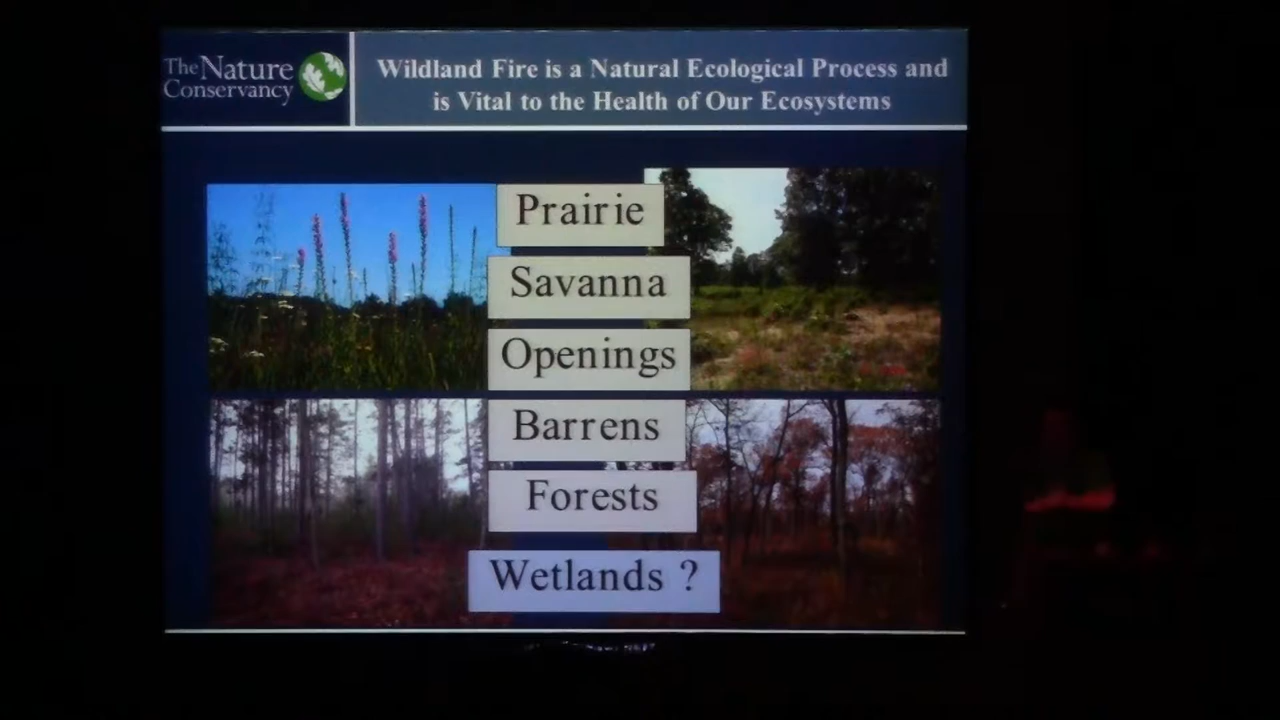 The Nature
Conservancy
Wildland Fire is a Natural Ecological Process and
is Vital to the Health of Our Ecosystems
Prairie
Savanna
Openings
Barrens
Forests
Wetlands ?